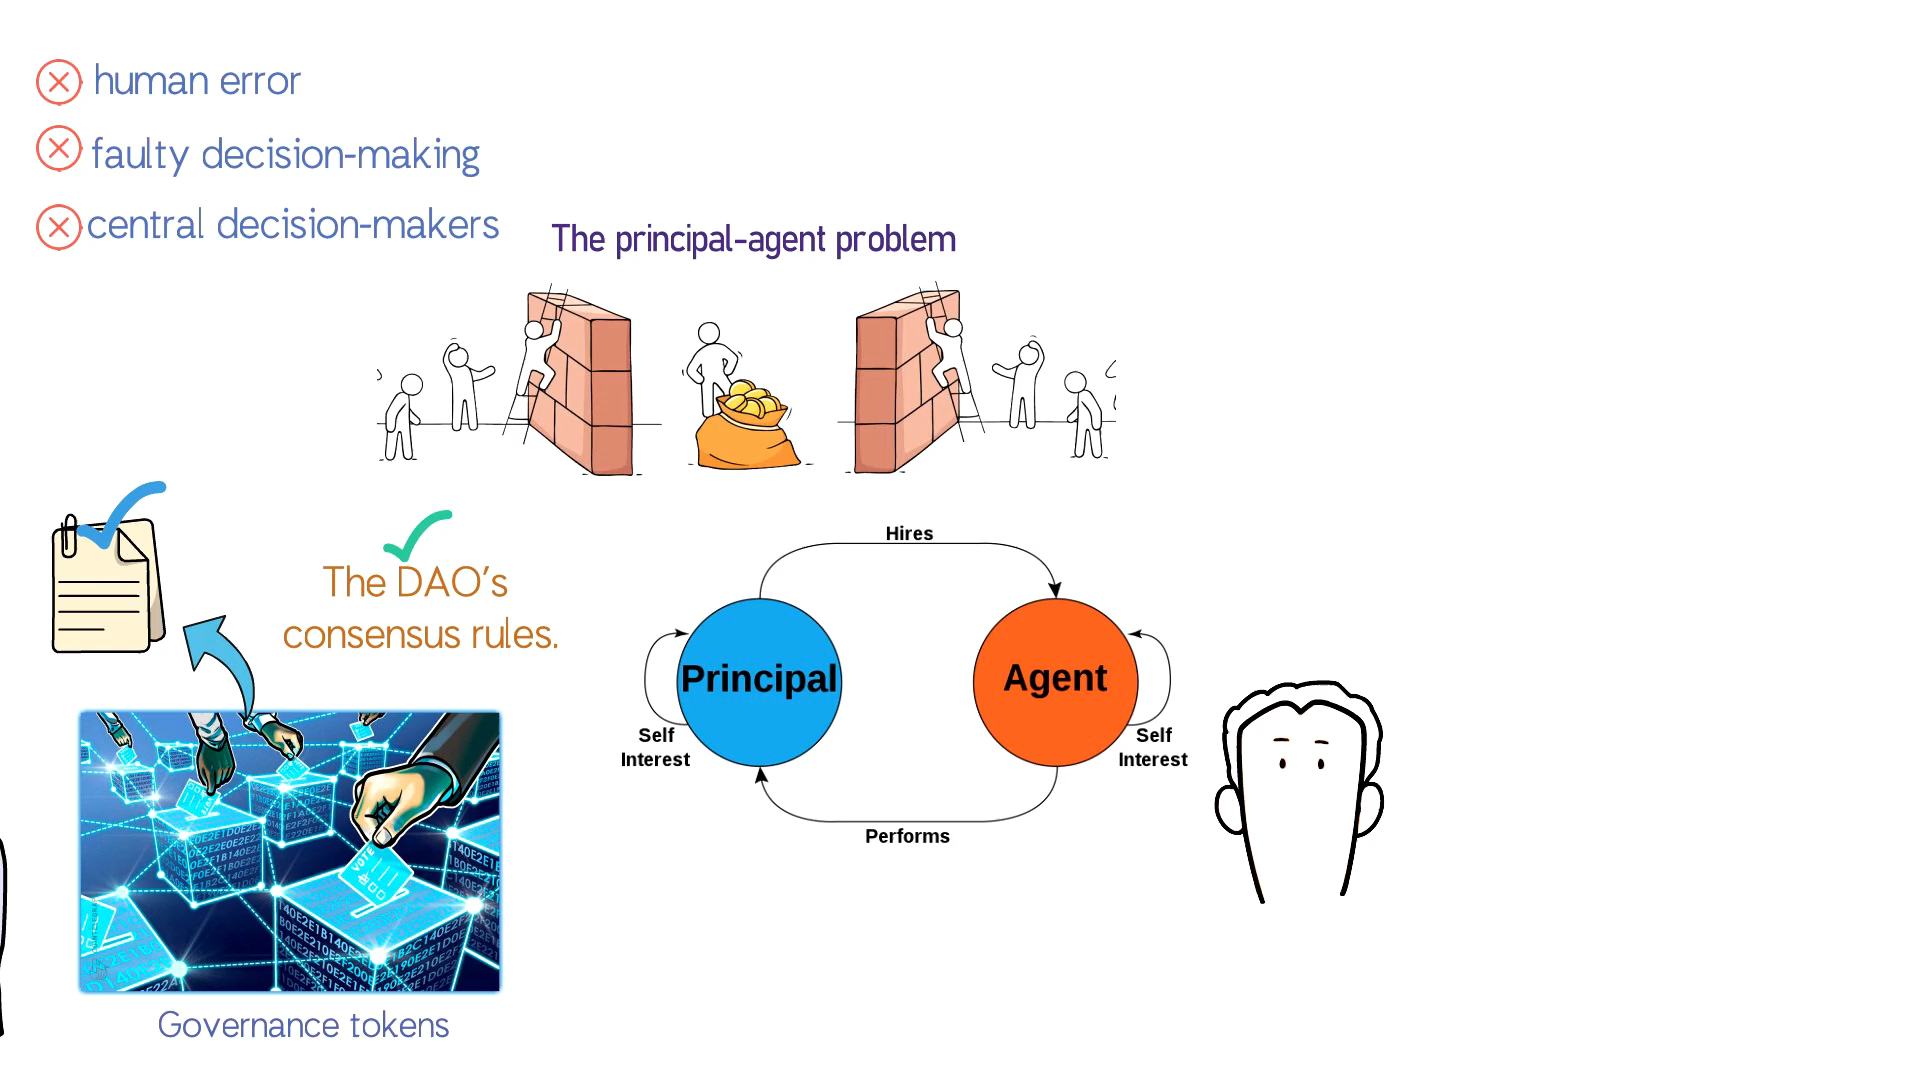 human error
faulty decision-making
central decision-makers
The principal-agent problem
Hires
The DAO's
consensus rules.
Principal
Agent
Self
Interest
Self
Interest
Performs
VOTE
Governance tokens